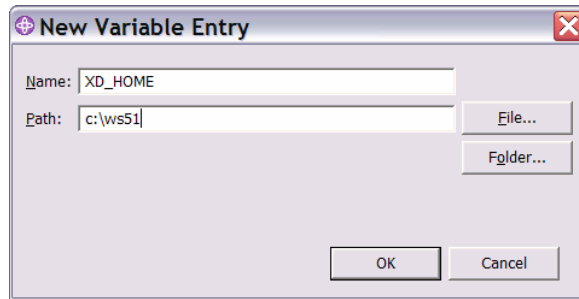 New Variable Entry
Name: XD_HOME
Path: c:\ws51
File...
Folder...
OK Cancel